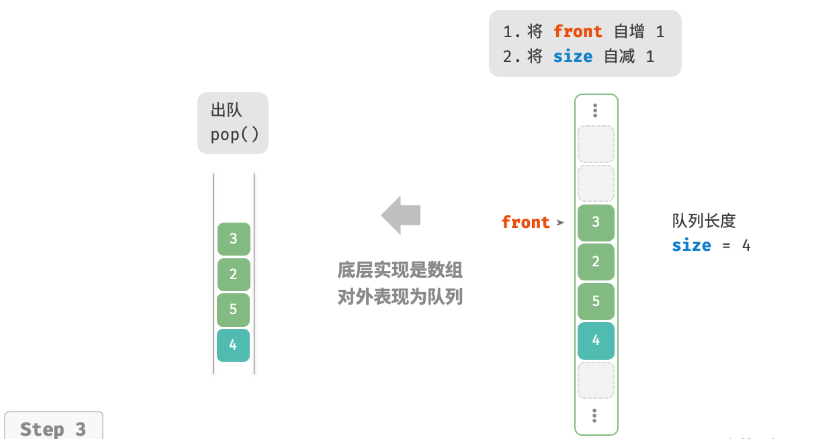 1. 将 front 自增 1
2. 将 size 自减 1
出队
pop()
3
2
5
4
底层实现是数组
对外表现为队列
front
3
2
5
4
队列长度
size = 4
Step 3